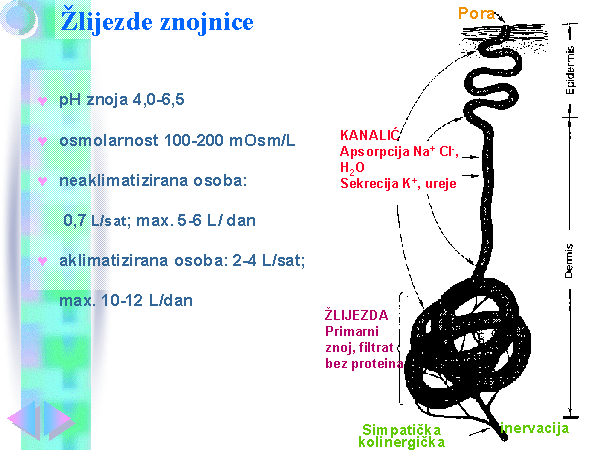 Žlijezde znojnice
pH znoja 4,0-6,5
osmolarnost 100-200 mOsm/L
neaklimatizirana osoba:
0,7 L/sat; max. 5-6 L/ dan
aklimatizirana osoba: 2-4 L/sat;
max. 10-12 L/dan
Pora
Epidermis
KANALIĆ
Apsorpcija Na+ Cl-,
H2O
Sekrecija K+, ureje
Dermis
ŽLIJEZDA
Primarni
znoj, filtrat
bez proteina
Simpatička
kolinergička
inervacija